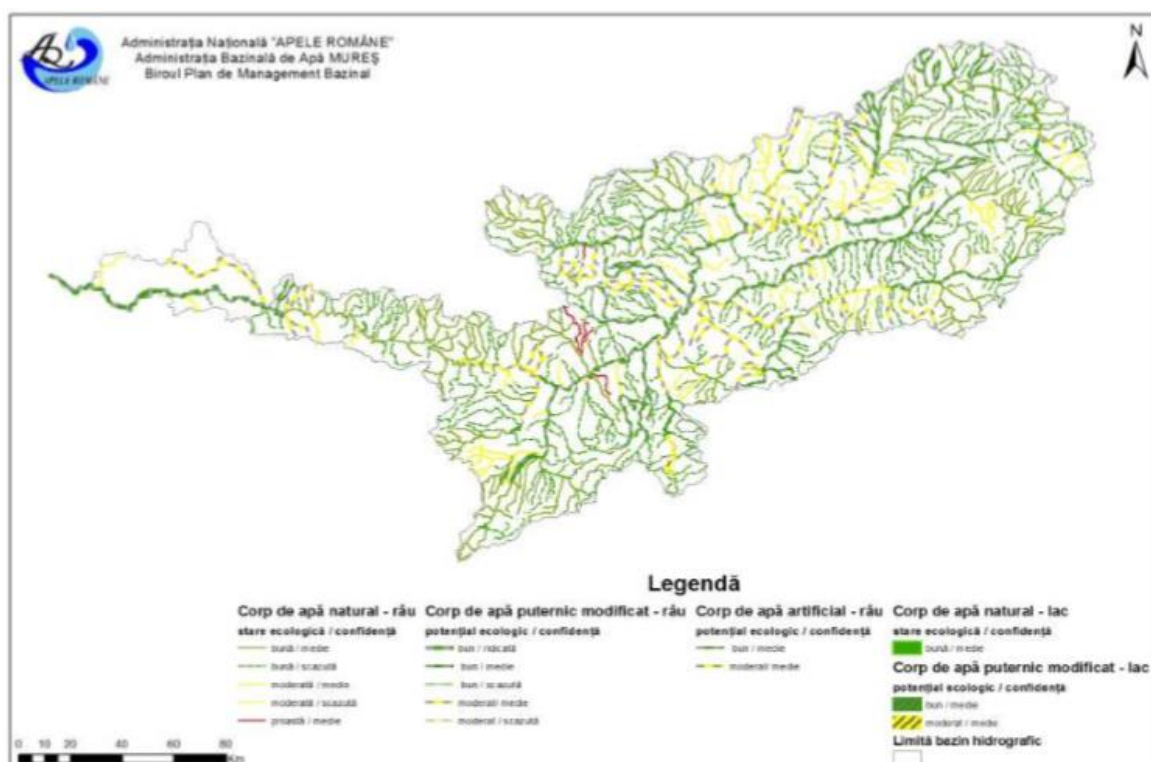 APELE ROMÂNE
Administrația Națională "APELE ROMÂNE"
Administrația Bazinală de Apă MUREȘ
Biroul Plan de Management Bazinal
N
Legendă
Corp de apă natural - râu
stare ecologică / confidență
bună / medie
bună / scazută
moderată / medie
moderată / scazută
proastă / medie
Corp de apă puternic modificat - râu
potențial ecologic / confidență
bun / ridicată
bun / medie
bun / scazută
moderat/ medie
moderat / scazută
Corp de apă artificial - râu
potențial ecologic / confidență
bun / medie
moderat/ medie
Corp de apă natural - lac
stare ecologică / confidență
bună / medie
Corp de apă puternic modificat - lac
potențial ecologic / confidență
bun / medie
moderat / medie
Limită bazin hidrografic
0 10 20 40 60 80
Km